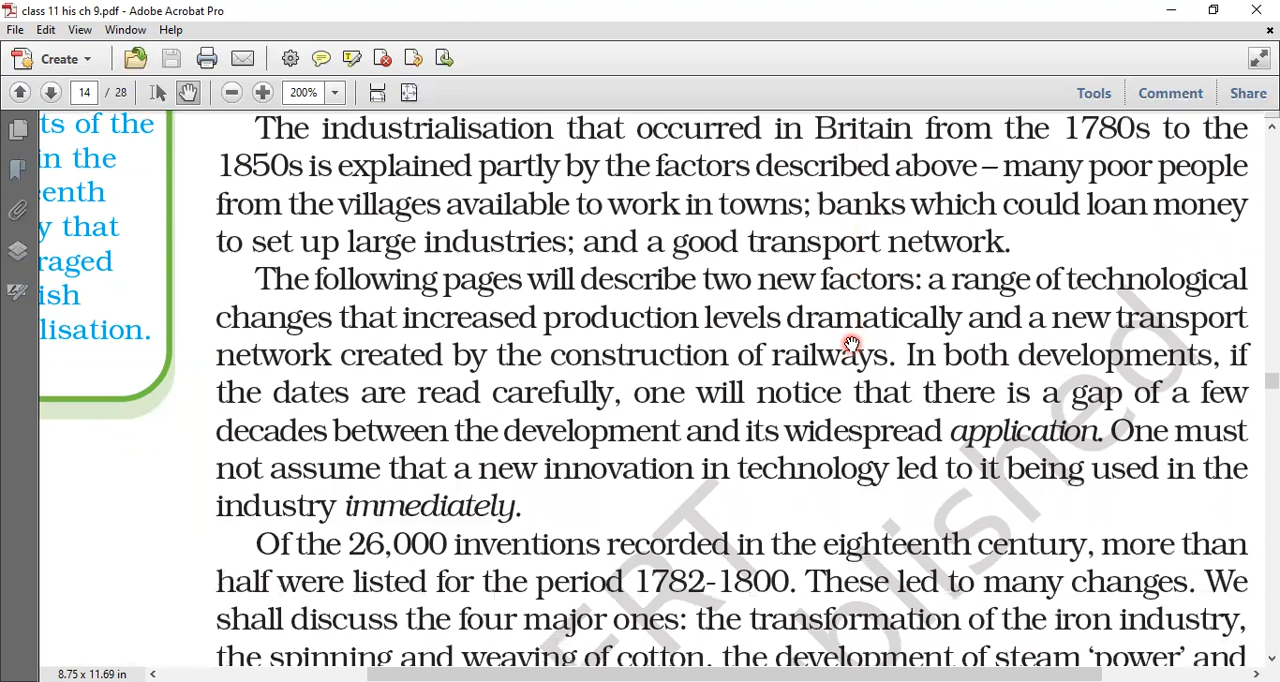 class 11 his ch 9.pdf - Adobe Acrobat Pro
File Edit View Window Help
Create
14 / 28 200% Tools Comment Share
ts of the
in the
enth
y that
raged
ish
lisation.
The industrialisation that occurred in Britain from the 1780s to the
1850s is explained partly by the factors described above – many poor people
from the villages available to work in towns; banks which could loan money
to set up large industries; and a good transport network.
The following pages will describe two new factors: a range of technological
changes that increased production levels dramatically and a new transport
network created by the construction of railways. In both developments, if
the dates are read carefully, one will notice that there is a gap of a few
decades between the development and its widespread application. One must
not assume that a new innovation in technology led to it being used in the
industry immediately.
Of the 26,000 inventions recorded in the eighteenth century, more than
half were listed for the period 1782-1800. These led to many changes. We
shall discuss the four major ones: the transformation of the iron industry,
the spinning and weaving of cotton, the development of steam ‘power’ and
ERT
blished
8.75 x 11.69 in